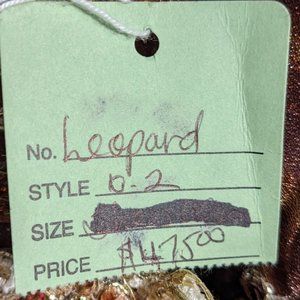 No. Leopard
STYLE 0-2
SIZE
PRICE $475.00